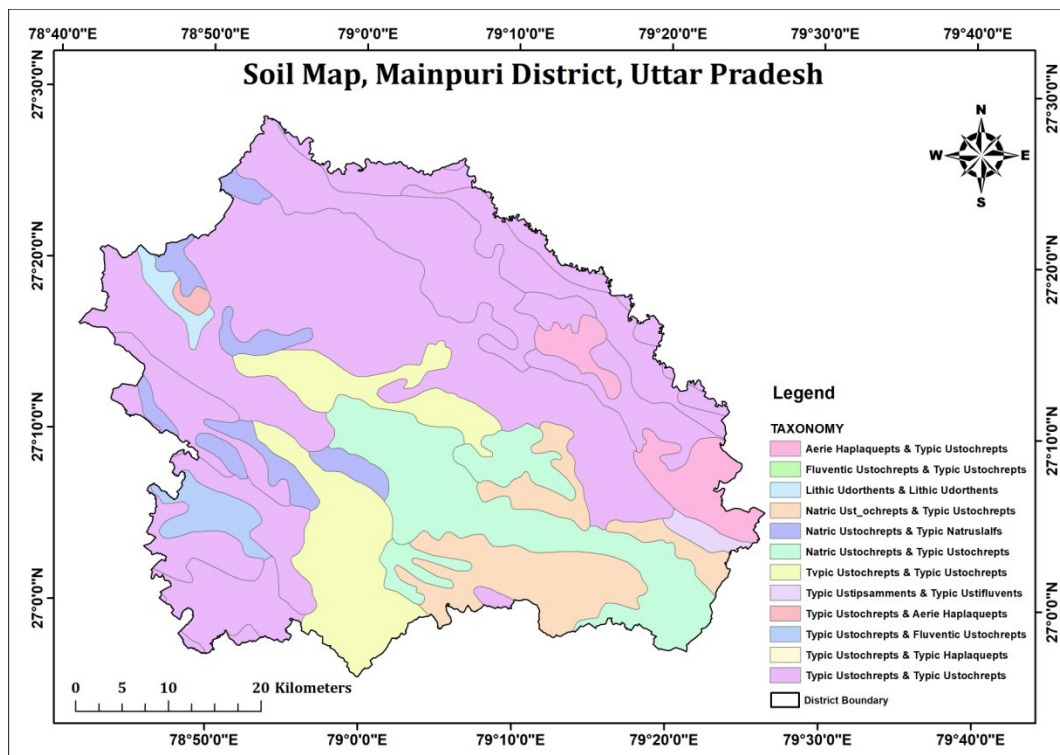 78°40'0"E 78°50'0"E 79°0'0"E 79°10'0"E 79°20'0"E 79°30'0"E 79°40'0"E
Soil Map, Mainpuri District, Uttar Pradesh
27°30'0"N 27°30'0"N
N
W E
S
27°20'0"N 27°20'0"N
27°10'0"N 27°10'0"N
27°0'0"N 27°0'0"N
Legend
TAXONOMY
Aerie Haplaquepts & Typic Ustochrepts
Fluventic Ustochrepts & Typic Ustochrepts
Lithic Udorthents & Lithic Udorthents
Natric Ust_ochrepts & Typic Ustochrepts
Natric Ustochrepts & Typic Natruslalfs
Natric Ustochrepts & Typic Ustochrepts
Tvpic Ustochrepts & Typic Ustochrepts
Typic Ustipsamments & Typic Ustifluvents
Typic Ustochrepts & Aerie Haplaquepts
Typic Ustochrepts & Fluventic Ustochrepts
Typic Ustochrepts & Typic Haplaquepts
Typic Ustochrepts & Typic Ustochrepts
District Boundary
0 5 10 20 Kilometers
78°50'0"E 79°0'0"E 79°10'0"E 79°20'0"E 79°30'0"E 79°40'0"E